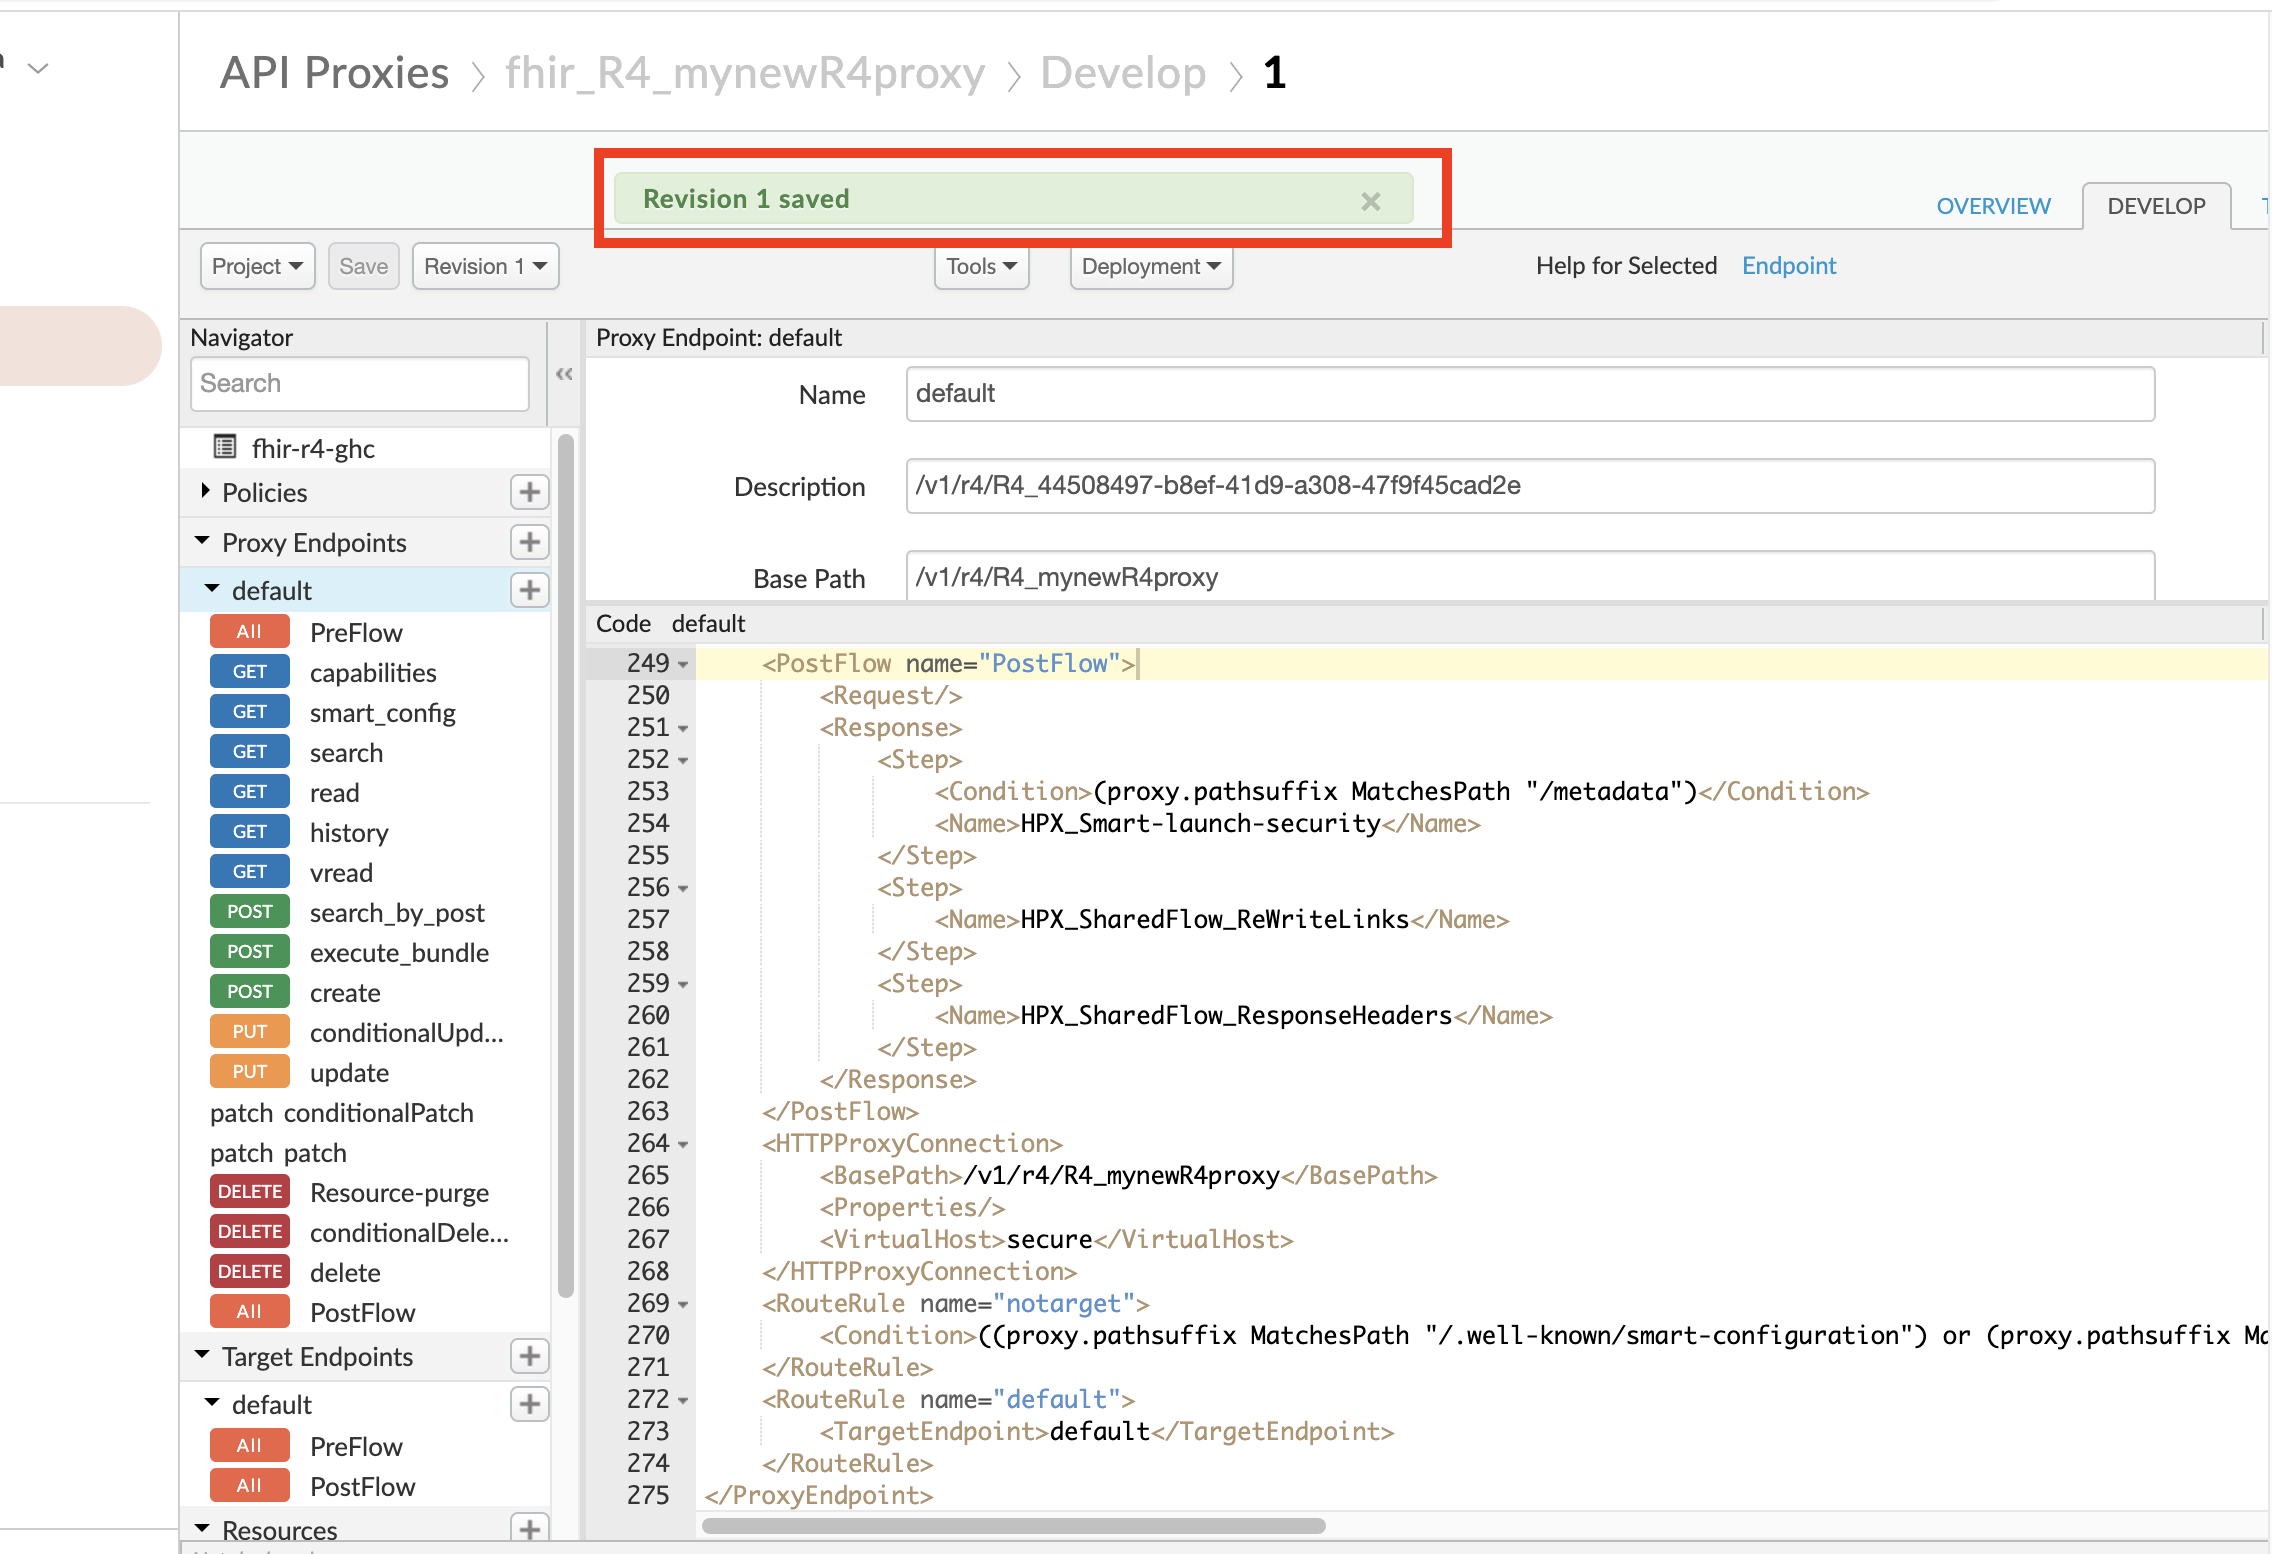 API Proxies > fhir_R4_mynewR4proxy > Develop > 1
Revision 1 saved ×
OVERVIEW DEVELOP
Project Save Revision 1 Tools Deployment Help for Selected Endpoint
Navigator
Search
«
fhir-r4-ghc
Policies +
Proxy Endpoints +
default +
All PreFlow
GET capabilities
GET smart_config
GET search
GET read
GET history
GET vread
POST search_by_post
POST execute_bundle
POST create
PUT conditionalUpd...
PUT update
patch conditionalPatch
patch patch
DELETE Resource-purge
DELETE conditionalDele...
DELETE delete
All PostFlow
Target Endpoints +
default +
All PreFlow
All PostFlow
Resources +
Proxy Endpoint: default
Name default
Description /v1/r4/R4_44508497-b8ef-41d9-a308-47f9f45cad2e
Base Path /v1/r4/R4_mynewR4proxy
Code default
249 <PostFlow name="PostFlow">
250 <Request/>
251 <Response>
252 <Step>
253 <Condition>(proxy.pathsuffix MatchesPath "/metadata")</Condition>
254 <Name>HPX_Smart-launch-security</Name>
255 </Step>
256 <Step>
257 <Name>HPX_SharedFlow_ReWriteLinks</Name>
258 </Step>
259 <Step>
260 <Name>HPX_SharedFlow_ResponseHeaders</Name>
261 </Step>
262 </Response>
263 </PostFlow>
264 <HTTPProxyConnection>
265 <BasePath>/v1/r4/R4_mynewR4proxy</BasePath>
266 <Properties/>
267 <VirtualHost>secure</VirtualHost>
268 </HTTPProxyConnection>
269 <RouteRule name="notarget">
270 <Condition>((proxy.pathsuffix MatchesPath "/.well-known/smart-configuration") or (proxy.pathsuffix
271 </RouteRule>
272 <RouteRule name="default">
273 <TargetEndpoint>default</TargetEndpoint>
274 </RouteRule>
275 </ProxyEndpoint>